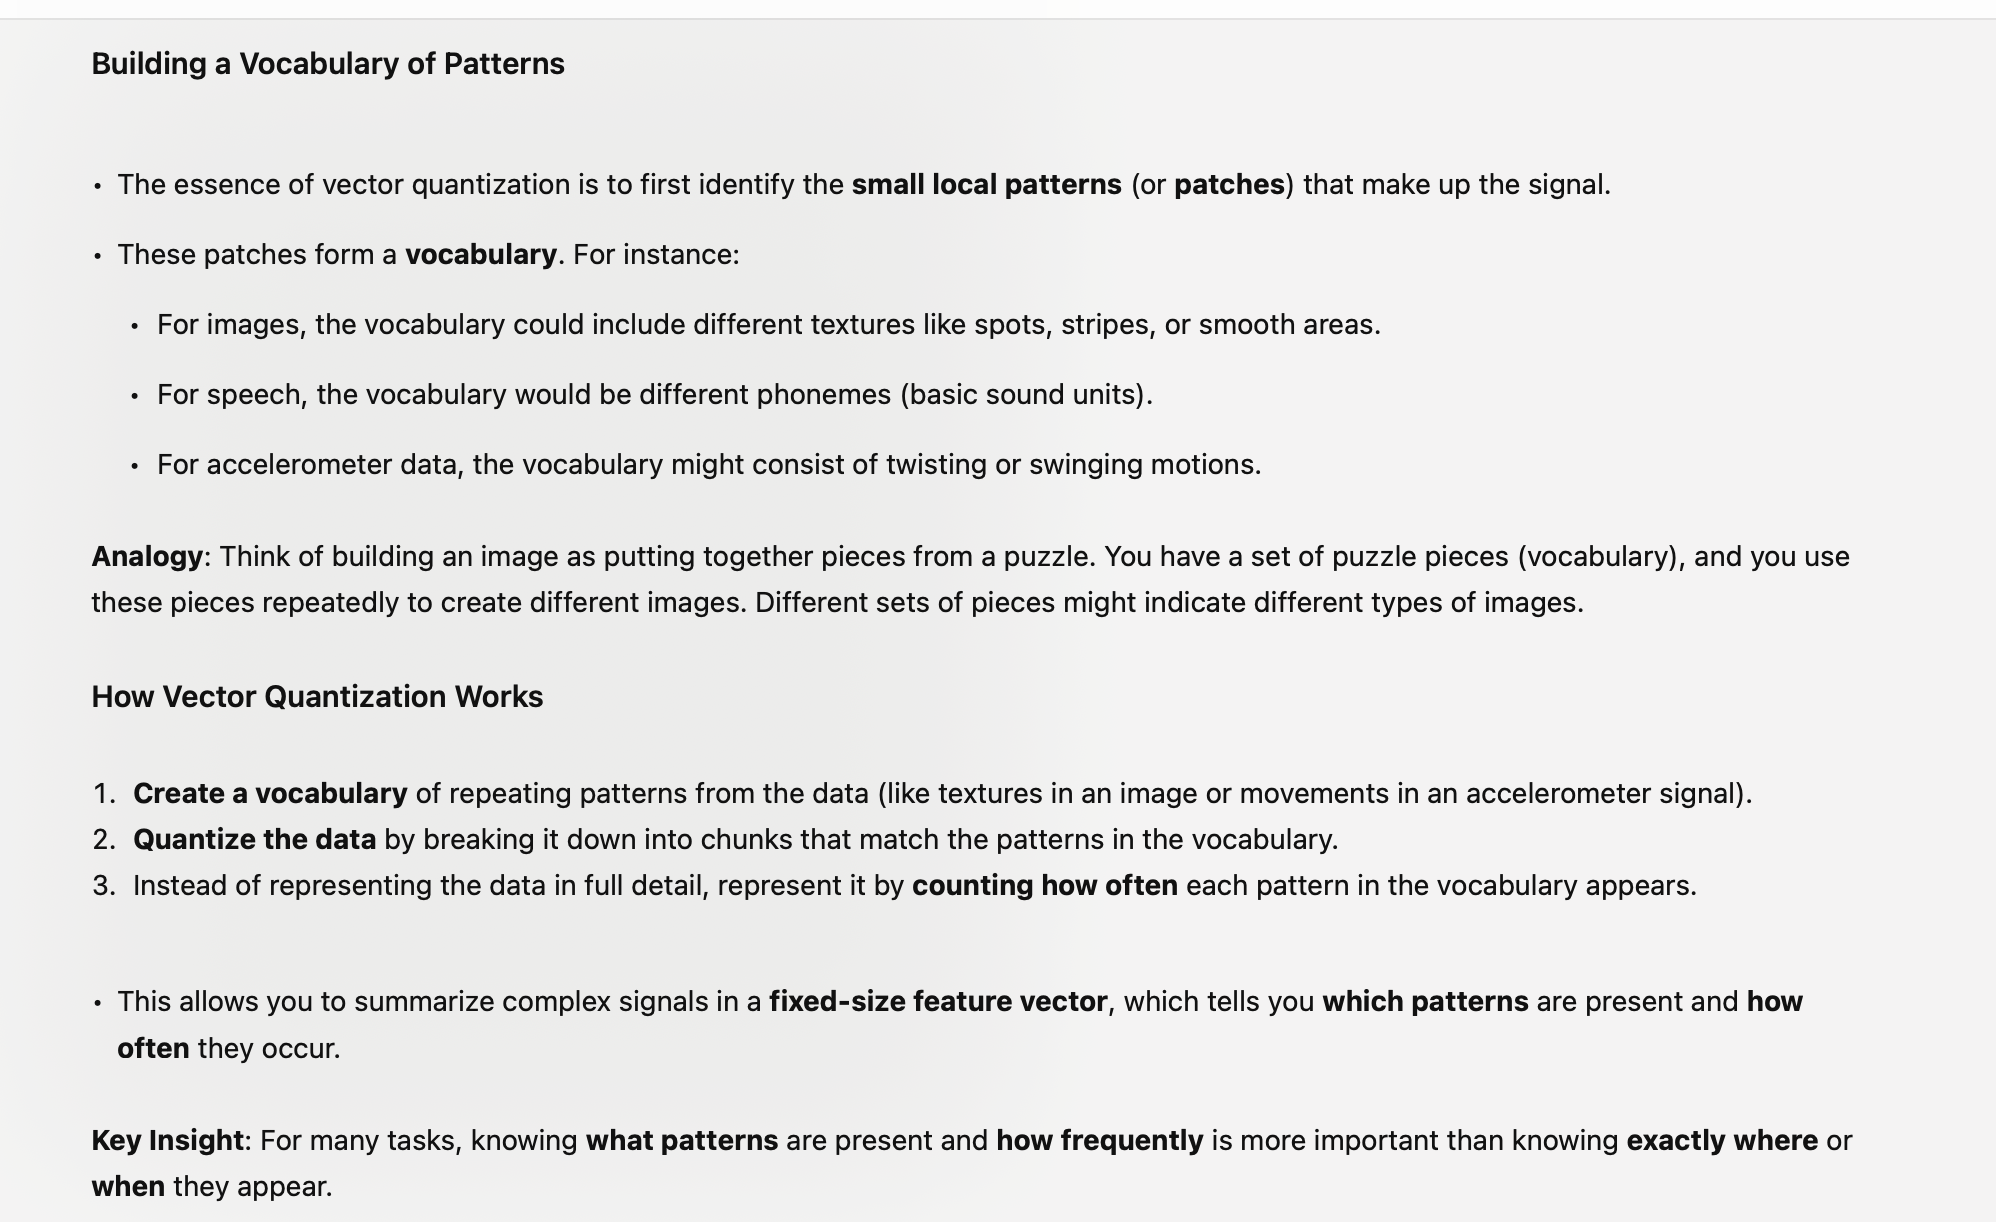 Building a Vocabulary of Patterns
• The essence of vector quantization is to first identify the small local patterns (or patches) that make up the signal.
• These patches form a vocabulary. For instance:
• For images, the vocabulary could include different textures like spots, stripes, or smooth areas.
• For speech, the vocabulary would be different phonemes (basic sound units).
• For accelerometer data, the vocabulary might consist of twisting or swinging motions.
Analogy: Think of building an image as putting together pieces from a puzzle. You have a set of puzzle pieces (vocabulary), and you use
these pieces repeatedly to create different images. Different sets of pieces might indicate different types of images.
How Vector Quantization Works
1. Create a vocabulary of repeating patterns from the data (like textures in an image or movements in an accelerometer signal).
2. Quantize the data by breaking it down into chunks that match the patterns in the vocabulary.
3. Instead of representing the data in full detail, represent it by counting how often each pattern in the vocabulary appears.
• This allows you to summarize complex signals in a fixed-size feature vector, which tells you which patterns are present and how
often they occur.
Key Insight: For many tasks, knowing what patterns are present and how frequently is more important than knowing exactly where or
when they appear.